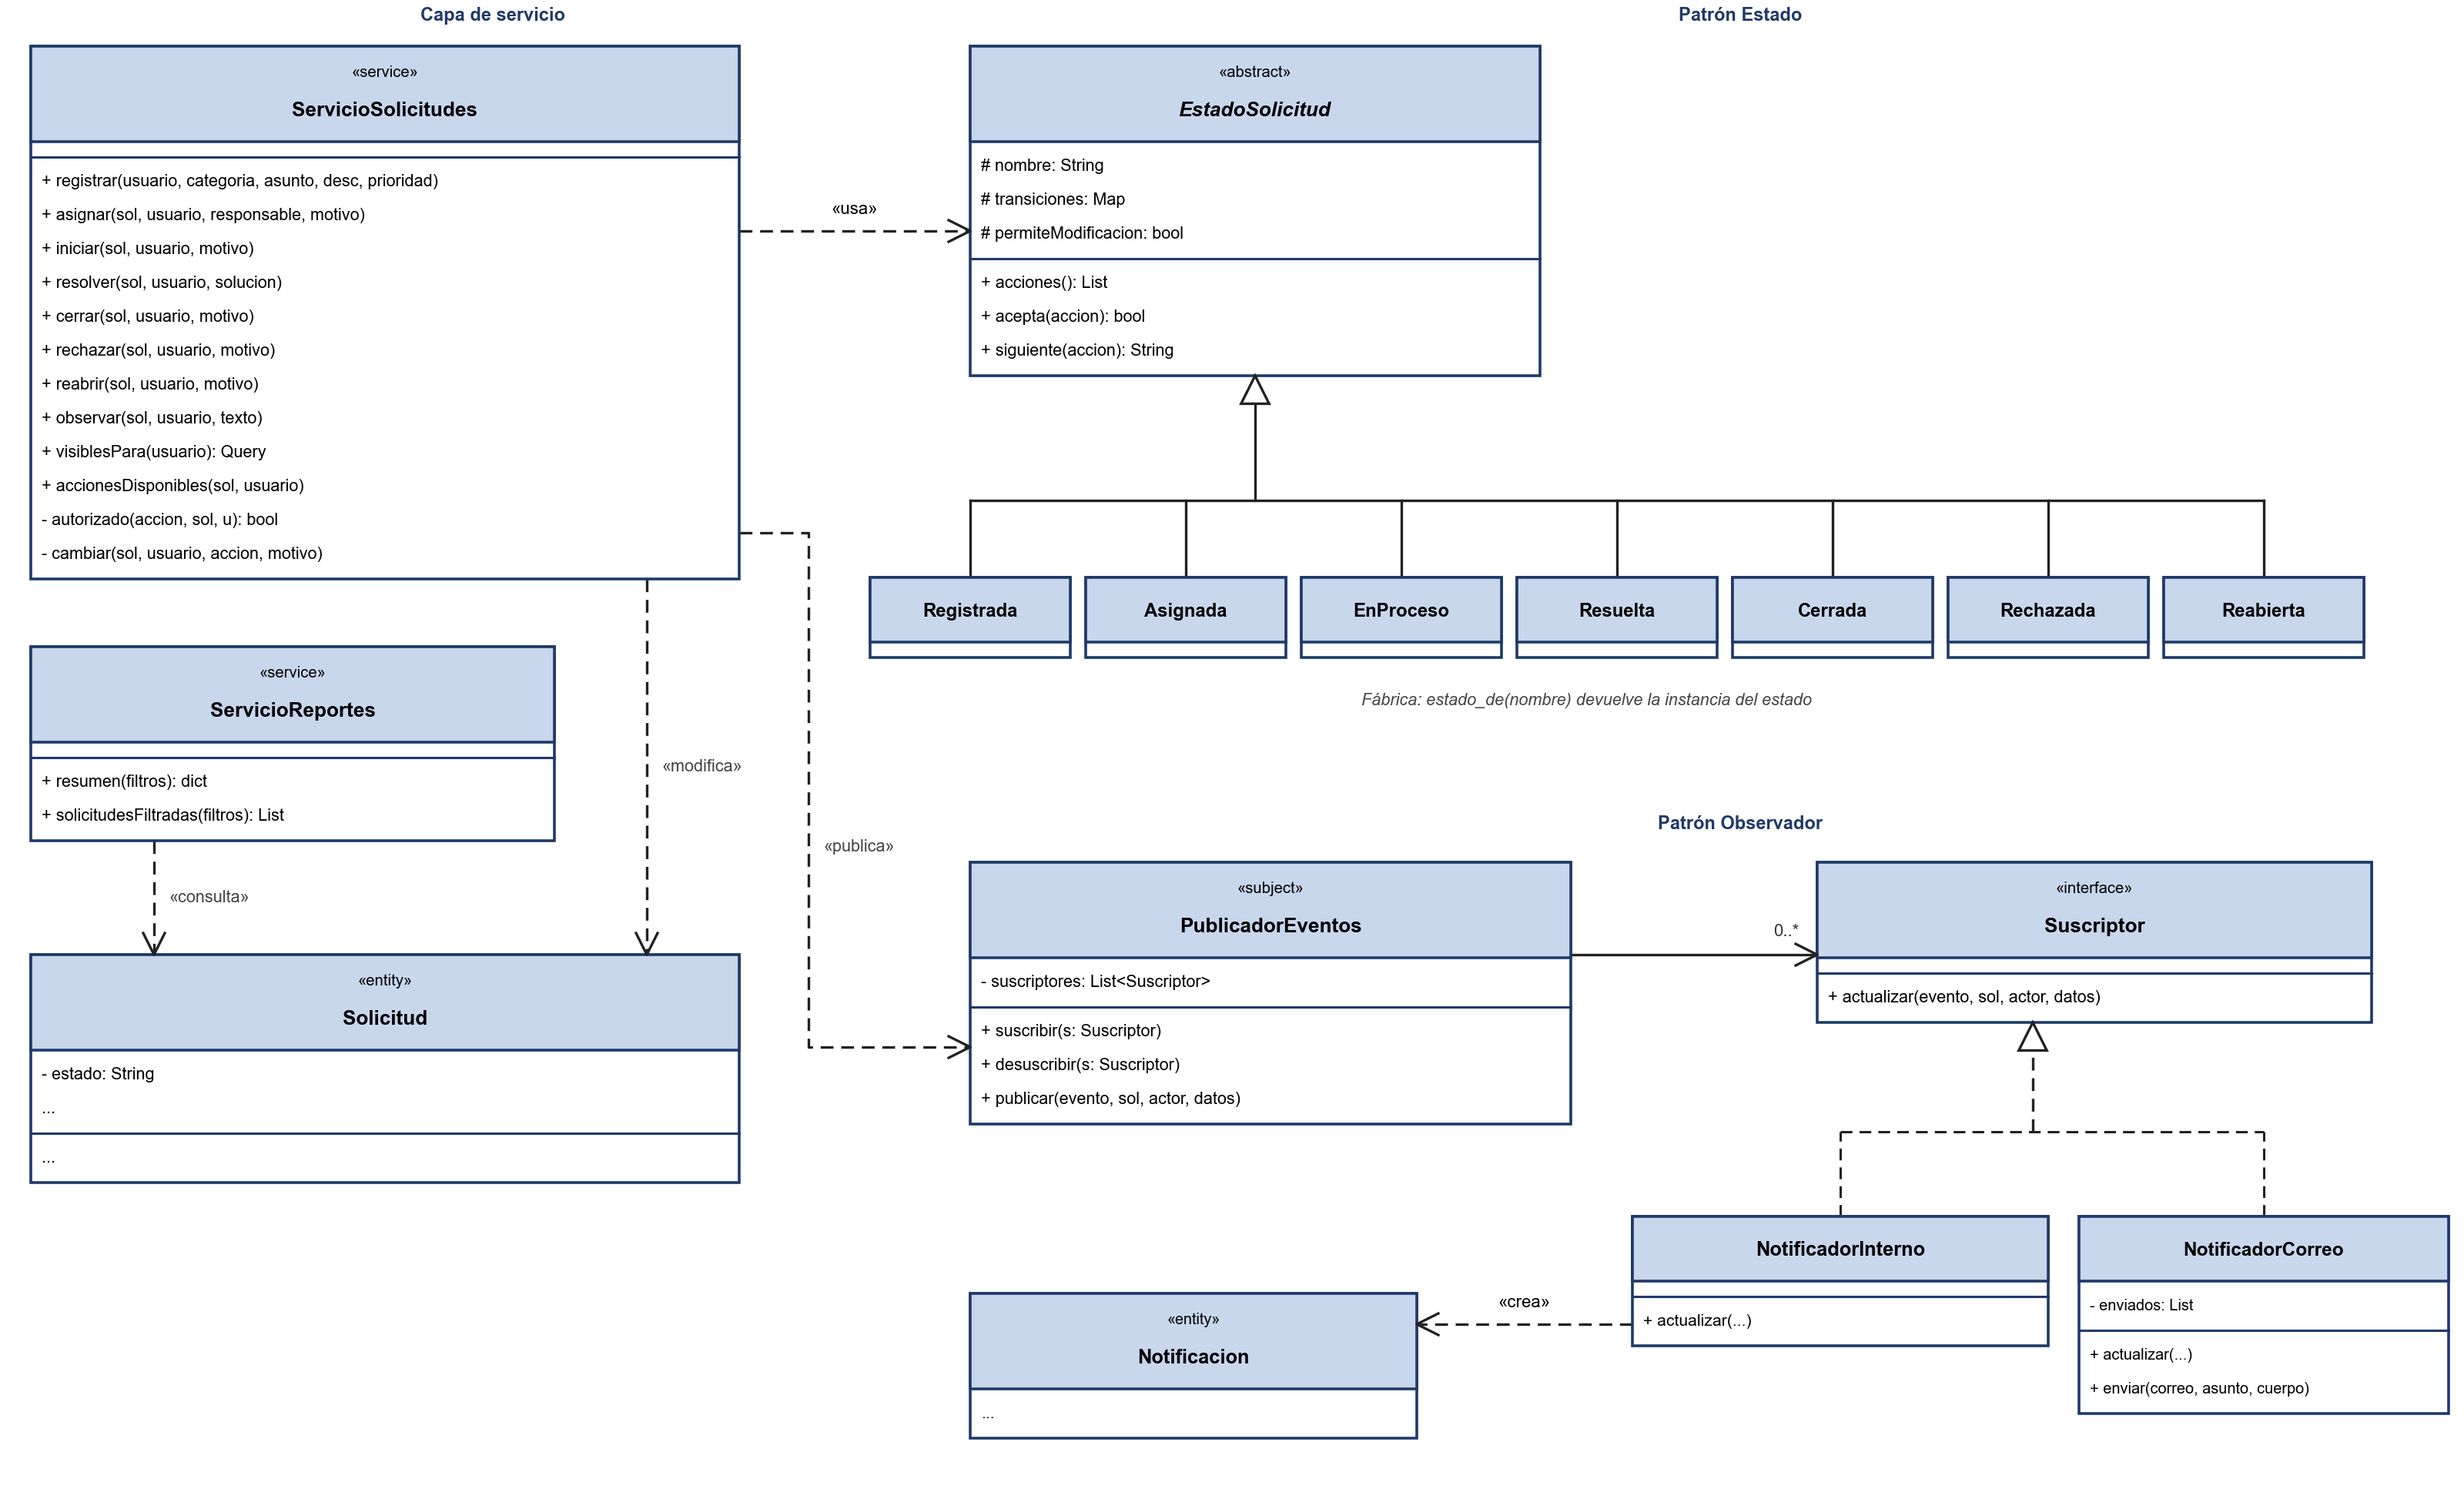 Capa de servicio
«service»
ServicioSolicitudes
+ registrar(usuario, categoria, asunto, desc, prioridad)
+ asignar(sol, usuario, responsable, motivo)
+ iniciar(sol, usuario, motivo)
+ resolver(sol, usuario, solucion)
+ cerrar(sol, usuario, motivo)
+ rechazar(sol, usuario, motivo)
+ reabrir(sol, usuario, motivo)
+ observar(sol, usuario, texto)
+ visiblesPara(usuario): Query
+ accionesDisponibles(sol, usuario)
- autorizado(accion, sol, u): bool
- cambiar(sol, usuario, accion, motivo)
«usa»
Patrón Estado
«abstract»
EstadoSolicitud
# nombre: String
# transiciones: Map
# permiteModificacion: bool
+ acciones(): List
+ acepta(accion): bool
+ siguiente(accion): String
Registrada
Asignada
EnProceso
Resuelta
Cerrada
Rechazada
Reabierta
Fábrica: estado_de(nombre) devuelve la instancia del estado
«service»
ServicioReportes
+ resumen(filtros): dict
+ solicitudesFiltradas(filtros): List
«modifica»
«publica»
«consulta»
«entity»
Solicitud
- estado: String
...
...
Patrón Observador
«subject»
PublicadorEventos
- suscriptores: List<Suscriptor>
+ suscribir(s: Suscriptor)
+ desuscribir(s: Suscriptor)
+ publicar(evento, sol, actor, datos)
0..*
«interface»
Suscriptor
+ actualizar(evento, sol, actor, datos)
NotificadorInterno
+ actualizar(...)
NotificadorCorreo
- enviados: List
+ actualizar(...)
+ enviar(correo, asunto, cuerpo)
«crea»
«entity»
Notificacion
...